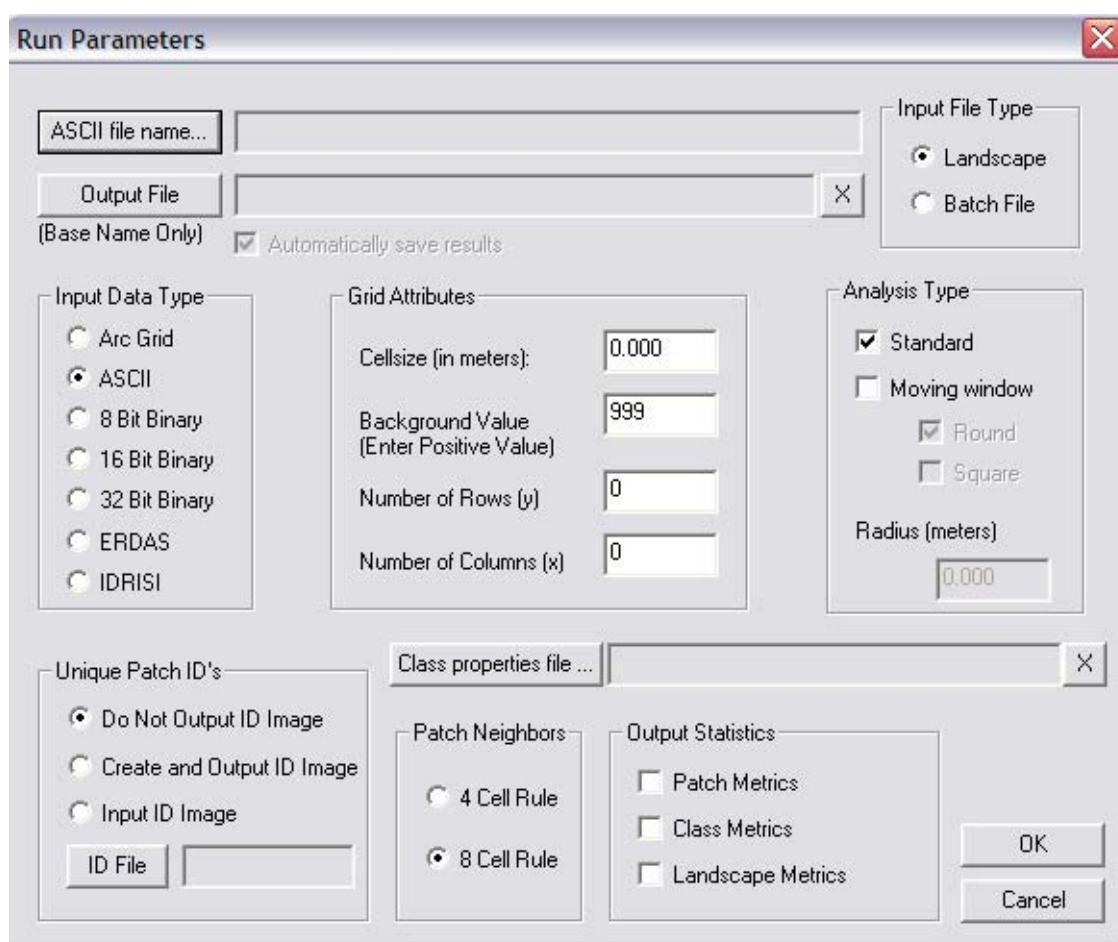 Run Parameters
ASCII file name...
Input File Type
Landscape
Batch File
Output File
X
(Base Name Only)
Automatically save results
Input Data Type
Arc Grid
ASCII
8 Bit Binary
16 Bit Binary
32 Bit Binary
ERDAS
IDRISI
Grid Attributes
Cellsize (in meters):
0.000
Background Value
(Enter Positive Value)
999
Number of Rows (y)
0
Number of Columns (x)
0
Analysis Type
Standard
Moving window
Round
Square
Radius (meters)
0.000
Class properties file ...
X
Unique Patch ID's
Do Not Output ID Image
Create and Output ID Image
Input ID Image
ID File
Patch Neighbors
4 Cell Rule
8 Cell Rule
Output Statistics
Patch Metrics
Class Metrics
Landscape Metrics
OK
Cancel